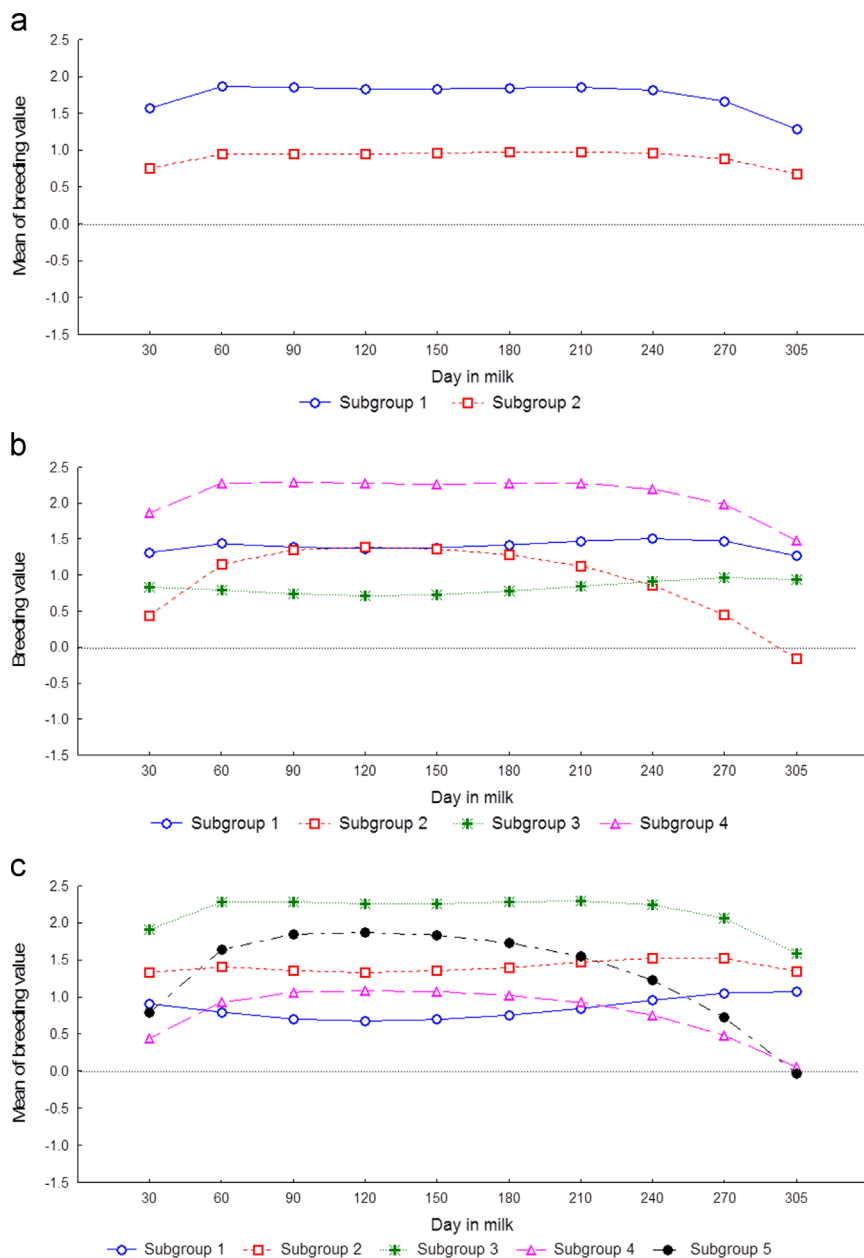 a
2.5
2.0
1.5
1.0
0.5
0.0
-0.5
-1.0
-1.5
Mean of breeding value
30 60 90 120 150 180 210 240 270 305
Day in milk
Subgroup 1 Subgroup 2
b
2.5
2.0
1.5
1.0
0.5
0.0
-0.5
-1.0
-1.5
Breeding value
30 60 90 120 150 180 210 240 270 305
Day in milk
Subgroup 1 Subgroup 2 Subgroup 3 Subgroup 4
c
2.5
2.0
1.5
1.0
0.5
0.0
-0.5
-1.0
-1.5
Mean of breeding value
30 60 90 120 150 180 210 240 270 305
Day in milk
Subgroup 1 Subgroup 2 Subgroup 3 Subgroup 4 Subgroup 5